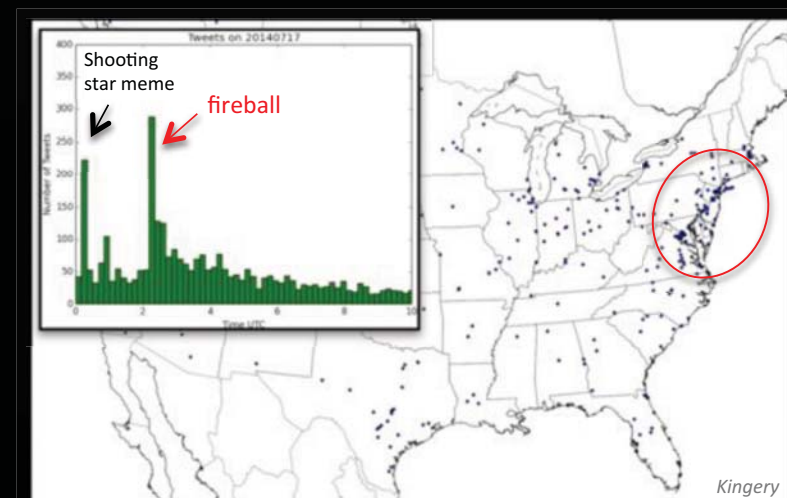 Tweets on 20140717
400
Shooting
star meme
350
fireball
300
250
200
150
100
50
0
Number of Tweets
0 2 4 6 8 10
Time UTC
Kingery